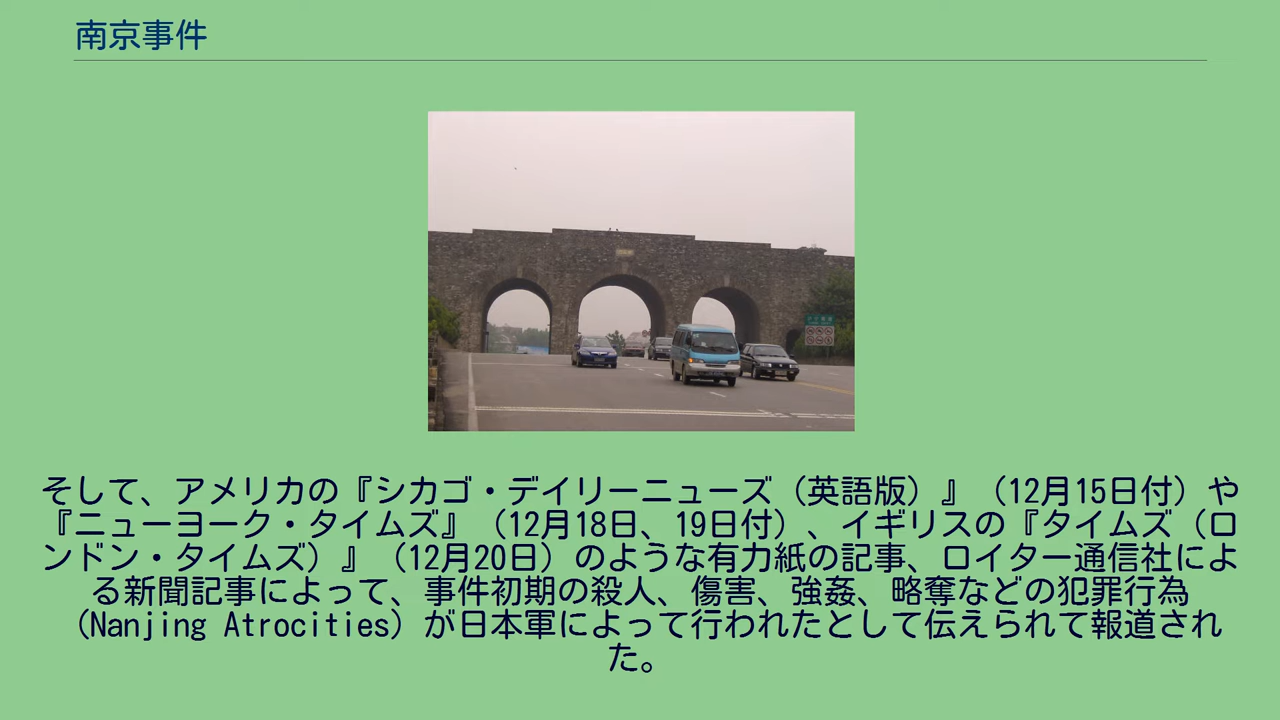 南京事件
そして、アメリカの『シカゴ・デイリーニューズ（英語版）』（12月15日付）や
『ニューヨーク・タイムズ』（12月18日、19日付）、イギリスの『タイムズ（ロ
ンドン・タイムズ）』（12月20日）のような有力紙の記事、ロイター通信社によ
る新聞記事によって、事件初期の殺人、傷害、強姦、略奪などの犯罪行為
（Nanjing Atrocities）が日本軍によって行われたとして伝えられて報道され
た。